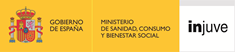 GOBIERNO
DE ESPAÑA
MINISTERIO
DE SANIDAD, CONSUMO
Y BIENESTAR SOCIAL
injuve